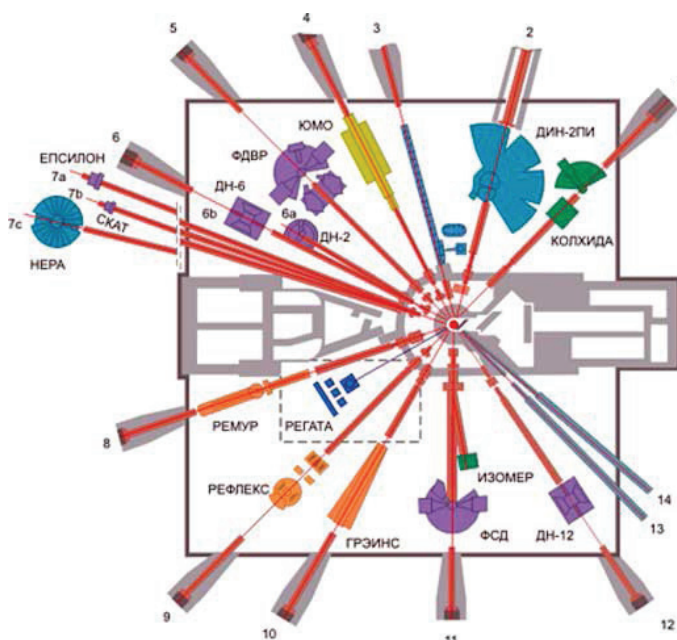 5
4
3
2
ЮМО
ДИН-2ПИ
ФДВР
6
ЕПСИЛОН
7a
ДН-6
7b
6b
6a
7c
СКАТ
ДН-2
КОЛХИДА
НЕРА
РЕМУР
РЕГАТА
8
ИЗОМЕР
РЕФЛЕКС
14
13
ГРЭИНС
ФСД
ДН-12
9
10
11
12